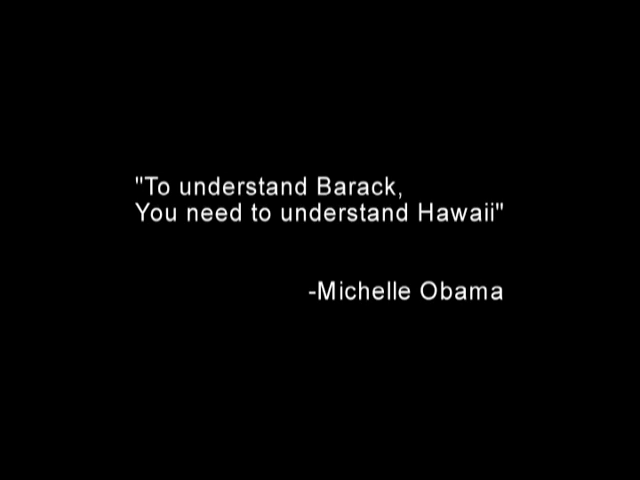 "To understand Barack,
You need to understand Hawaii"
-Michelle Obama